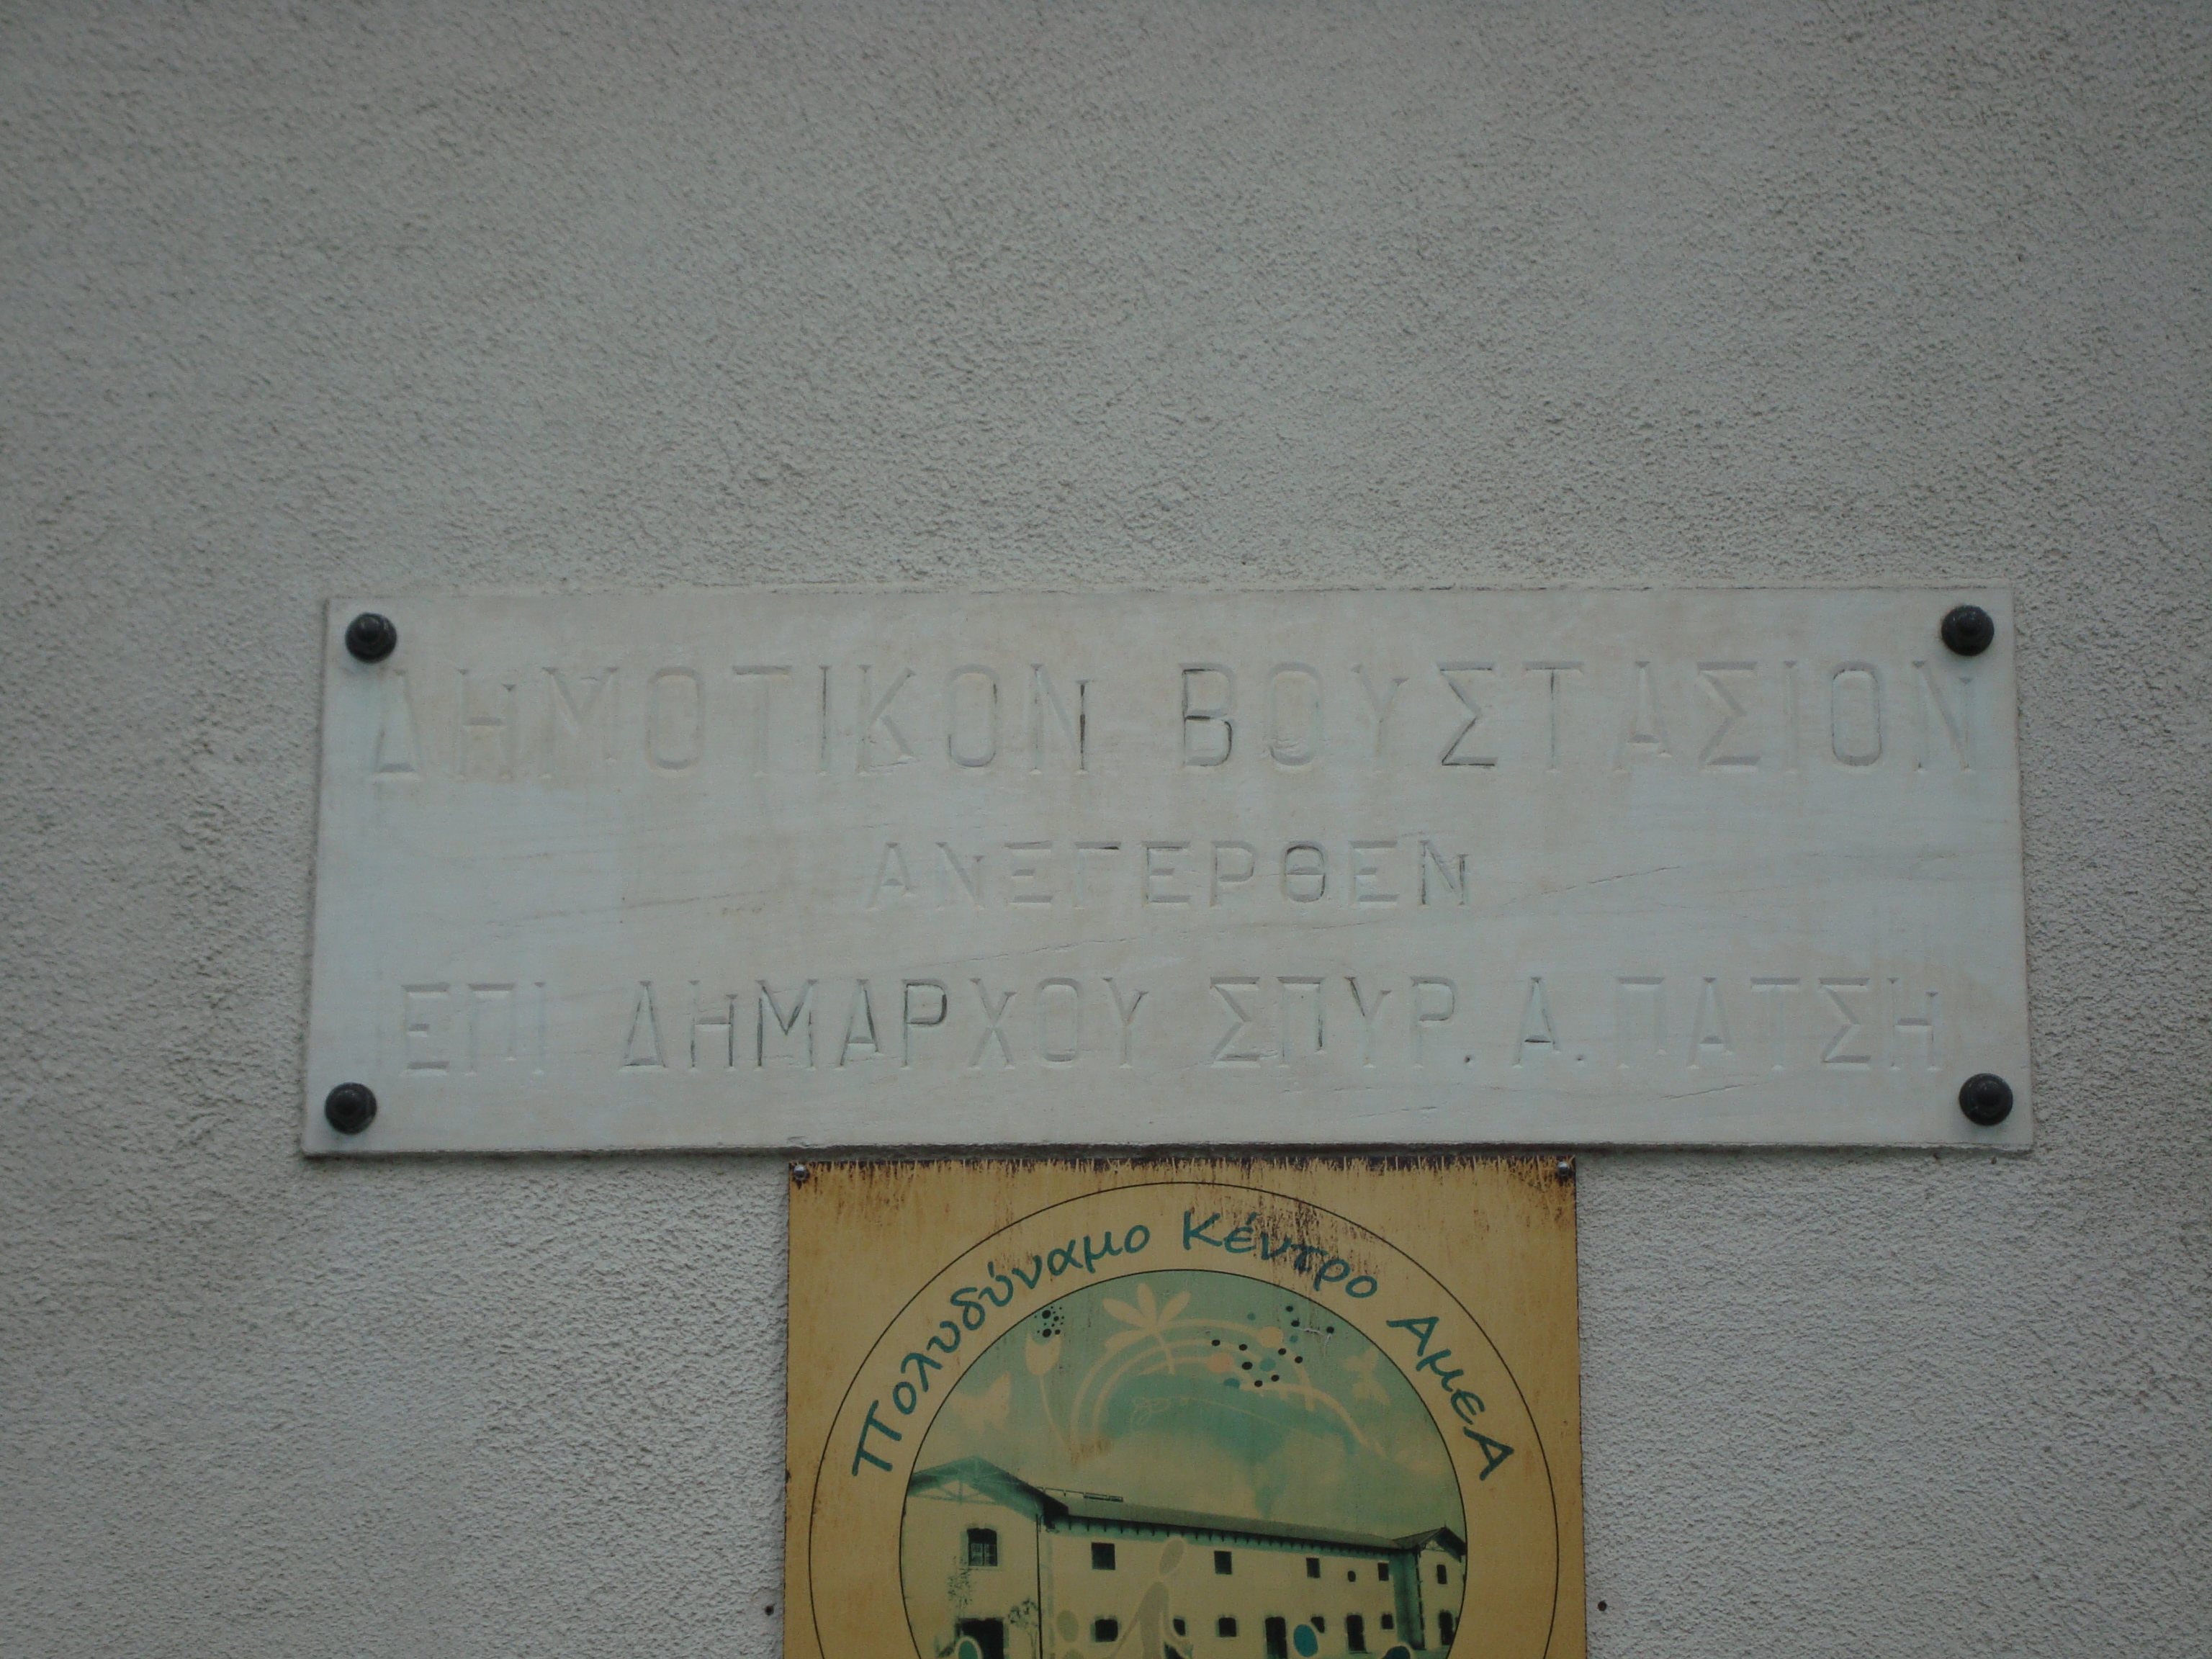 ΔΗΜΟΤΙΚΟΝ ΒΟΥΣΤΑΣΙΟΝ
ΑΝΕΓΕΡΘΕΝ
ΕΠΙ ΔΗΜΑΡΧΟΥ ΣΠΥΡ. Α. ΠΑΤΣΗ
Πολυδύναμο Κέντρο ΑμεΑ